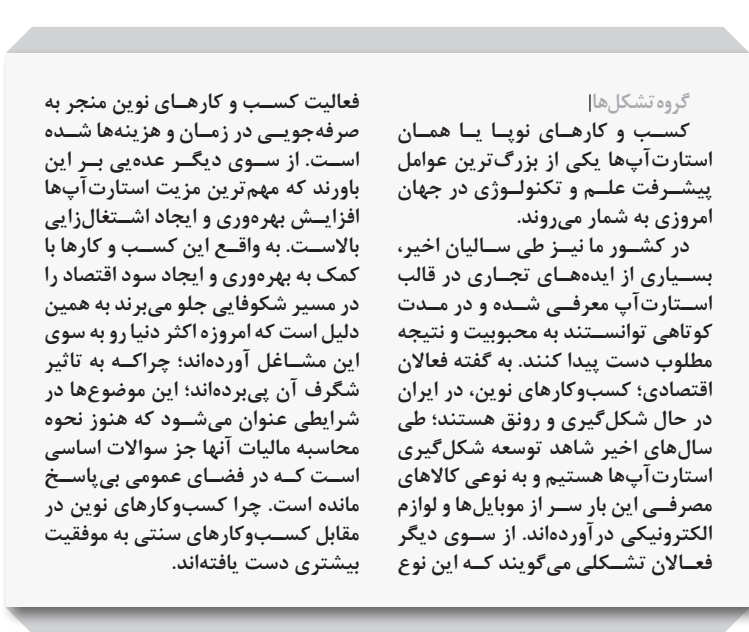 گروه تشکل‌ها|
کسب و کارهای نوپا یا همان
استارت‌آپ‌ها یکی از بزرگ‌ترین عوامل
پیشرفت علم و تکنولوژی در جهان
امروزی به شمار می‌روند.
در کشور ما نیز طی سالیان اخیر،
بسیاری از ایده‌های تجاری در قالب
استارت‌آپ معرفی شده و در مدت
کوتاهی توانستند به محبوبیت و نتیجه
مطلوب دست پیدا کنند. به گفته فعالان
اقتصادی؛ کسب‌وکارهای نوین، در ایران
در حال شکل‌گیری و رونق هستند؛ طی
سال‌های اخیر شاهد توسعه شکل‌گیری
استارت‌آپ‌ها هستیم و به نوعی کالاهای
مصرفی این بار سر از موبایل‌ها و لوازم
الکترونیکی درآورده‌اند. از سوی دیگر
فعالان تشکلی می‌گویند که این نوع
فعالیت کسب و کارهای نوین منجر به
صرفه‌جویی در زمان و هزینه‌ها شده
است. از سوی دیگر عده‌یی بر این
باورند که مهم‌ترین مزیت استارت‌آپ‌ها
افزایش بهره‌وری و ایجاد اشتغال‌زایی
بالاست. به واقع این کسب و کارها با
کمک به بهره‌وری و ایجاد سود اقتصاد را
در مسیر شکوفایی جلو می‌برند به همین
دلیل است که امروزه اکثر دنیا رو به سوی
این مشاغل آورده‌اند؛ چراکه به تاثیر
شگرف آن پی‌برده‌اند؛ این موضوع‌ها در
شرایطی عنوان می‌شود که هنوز نحوه
محاسبه مالیات آنها جز سوالات اساسی
است که در فضای عمومی بی‌پاسخ
مانده است. چرا کسب‌وکارهای نوین در
مقابل کسب‌وکارهای سنتی به موفقیت
بیشتری دست یافته‌اند.